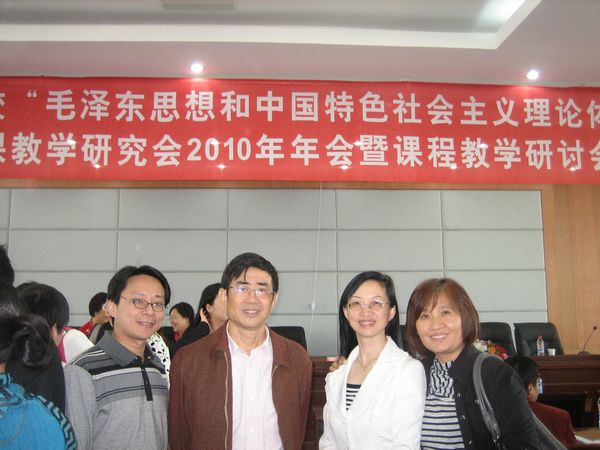 “毛泽东思想和中国特色社会主义理论体
课教学研究会2010年年会暨课程教学研讨会